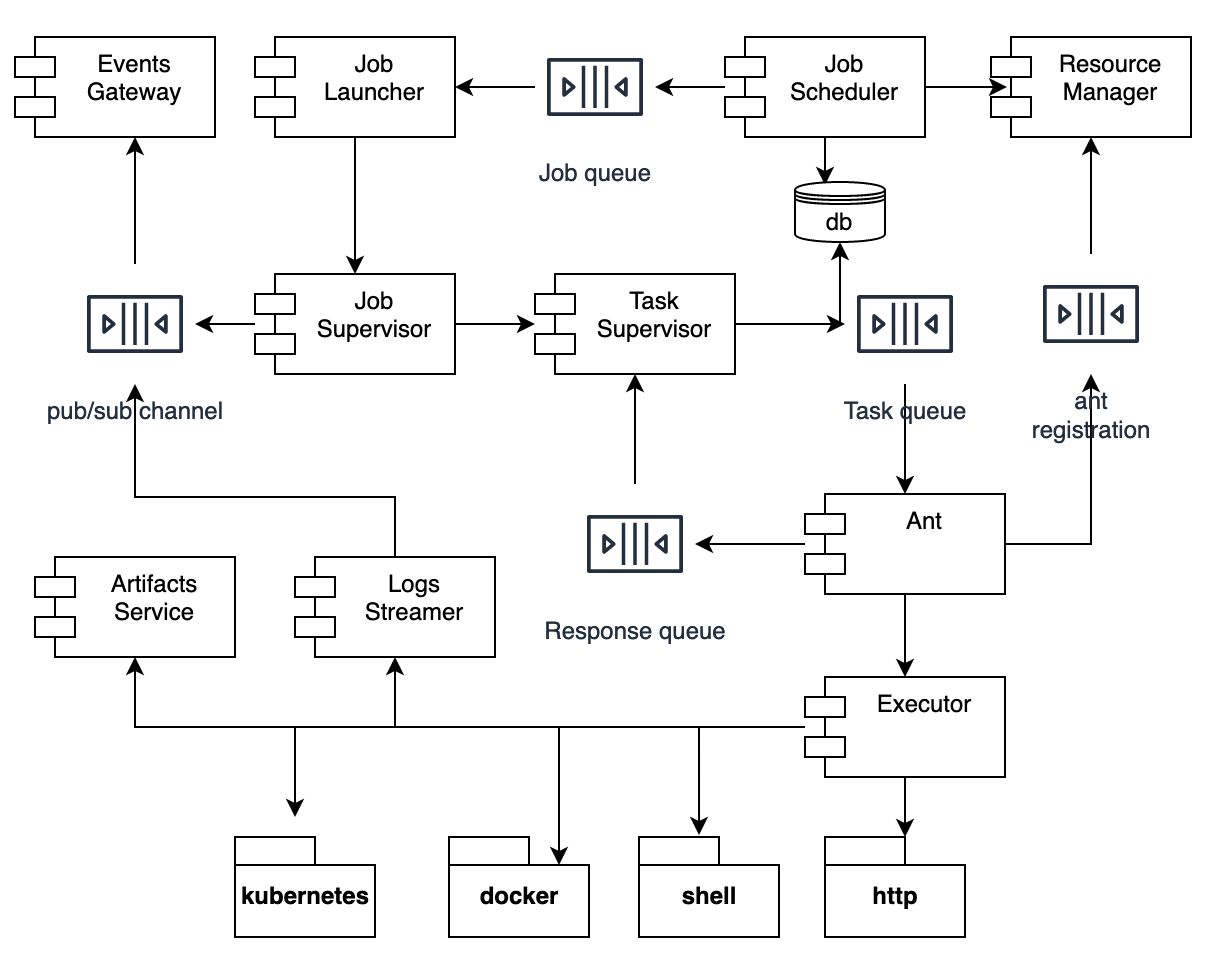 Events
Gateway
Job
Launcher
Job
Scheduler
Resource
Manager
Job queue
db
Job
Supervisor
Task
Supervisor
pub/sub channel
Task queue
ant
registration
Ant
Artifacts
Service
Logs
Streamer
Response queue
Executor
kubernetes
docker
shell
http